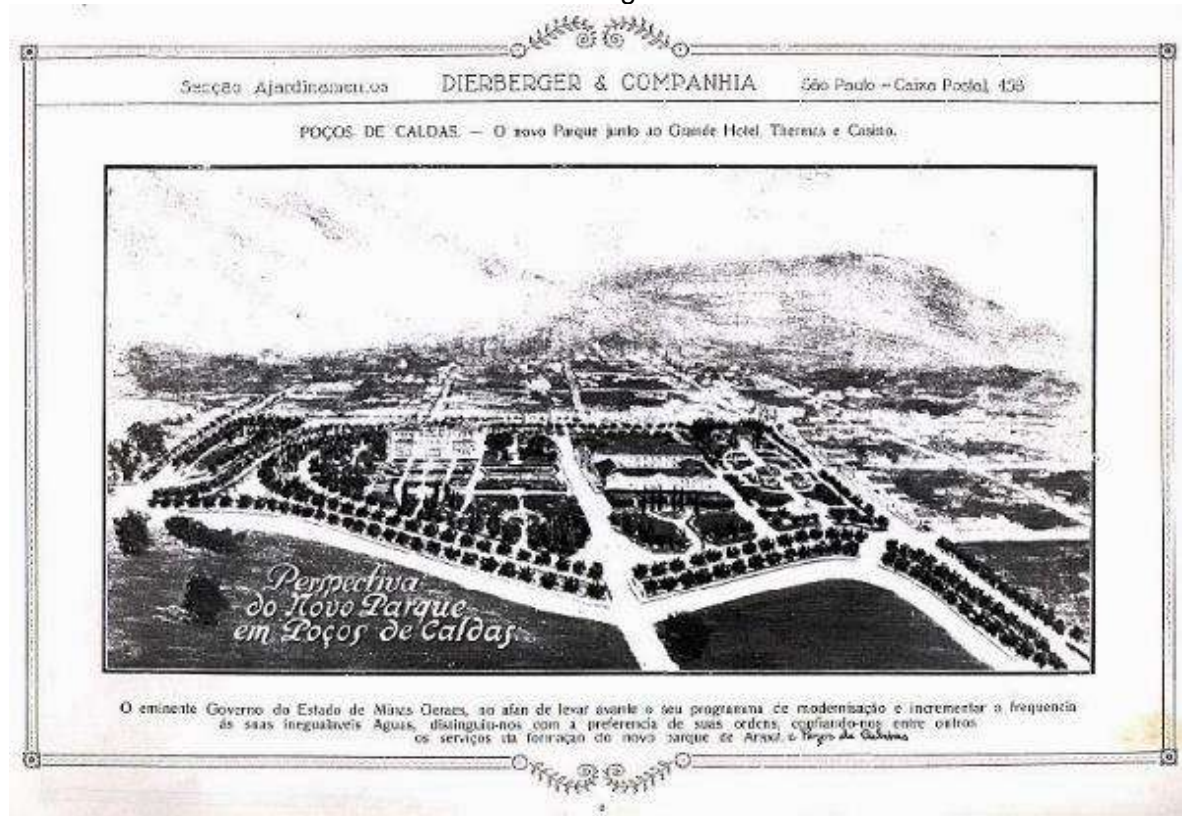 Secção Ajardinamentos DIERBERGER & COMPANHIA São Paulo – Caixa Postal, 458
POÇOS DE CALDAS. — O novo Parque junto ao Grande Hotel, Thermas e Casino.
Perspectiva
do Novo Parque
em Poços de Caldas
O eminente Governo do Estado de Minas Geraes, no afan de levar avante o seu programma de modernisação e incrementar a frequencia
ás suas inegualaveis Aguas, distinguiu-nos com a preferencia de suas ordens, confiando-nos entre outros
os serviços da formação do novo parque de Araxá e Poços de Caldas